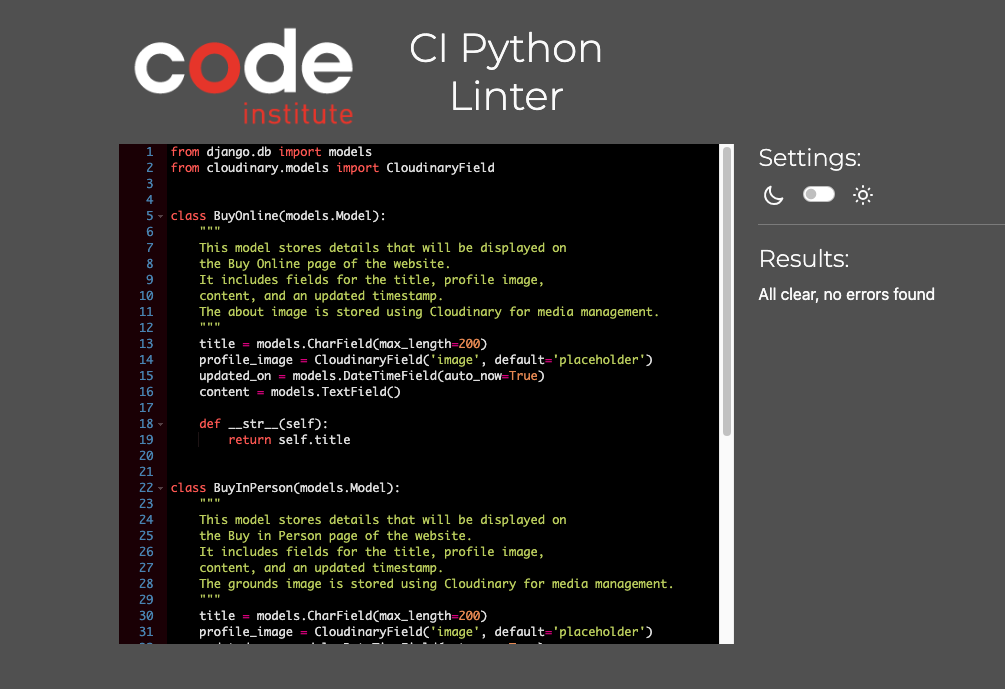 code
institute
CI Python
Linter
1 from django.db import models
2 from cloudinary.models import CloudinaryField
3
4
5 class BuyOnline(models.Model):
6     """
7     This model stores details that will be displayed on
8     the Buy Online page of the website.
9     It includes fields for the title, profile image,
10     content, and an updated timestamp.
11     The about image is stored using Cloudinary for media management.
12     """
13     title = models.CharField(max_length=200)
14     profile_image = CloudinaryField('image', default='placeholder')
15     updated_on = models.DateTimeField(auto_now=True)
16     content = models.TextField()
17
18     def __str__(self):
19         return self.title
20
21
22 class BuyInPerson(models.Model):
23     """
24     This model stores details that will be displayed on
25     the Buy in Person page of the website.
26     It includes fields for the title, profile image,
27     content, and an updated timestamp.
28     The grounds image is stored using Cloudinary for media management.
29     """
30     title = models.CharField(max_length=200)
31     profile_image = CloudinaryField('image', default='placeholder')
Settings:
Results:
All clear, no errors found